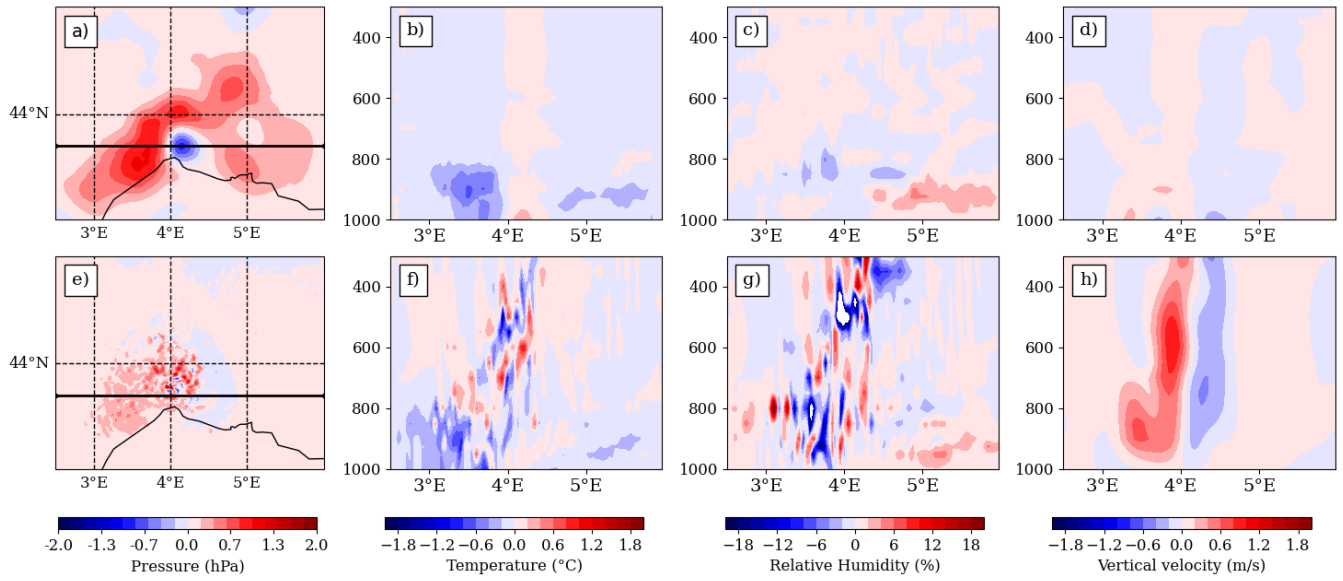 a)
b)
c)
d)
44°N
400
600
800
1000
400
600
800
1000
400
600
800
1000
3°E 4°E 5°E
3°E 4°E 5°E
3°E 4°E 5°E
3°E 4°E 5°E
e)
f)
g)
h)
44°N
400
600
800
1000
400
600
800
1000
400
600
800
1000
3°E 4°E 5°E
3°E 4°E 5°E
3°E 4°E 5°E
3°E 4°E 5°E
-2.0 -1.3 -0.7 0.0 0.7 1.3 2.0
Pressure (hPa)
−1.8 −1.2 −0.6 0.0 0.6 1.2 1.8
Temperature (°C)
−18 −12 −6 0 6 12 18
Relative Humidity (%)
−1.8 −1.2 −0.6 0.0 0.6 1.2 1.8
Vertical velocity (m/s)